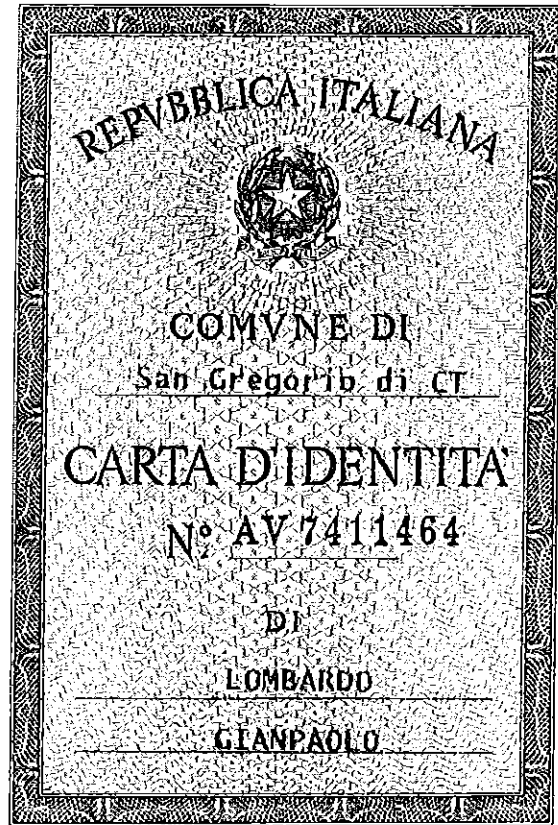 REPVBBLICA ITALIANA
COMVNE DI
San Gregorio di CT
CARTA D'IDENTITA'
N° AV 7411464
DI
LOMBARDO
GIANPAOLO